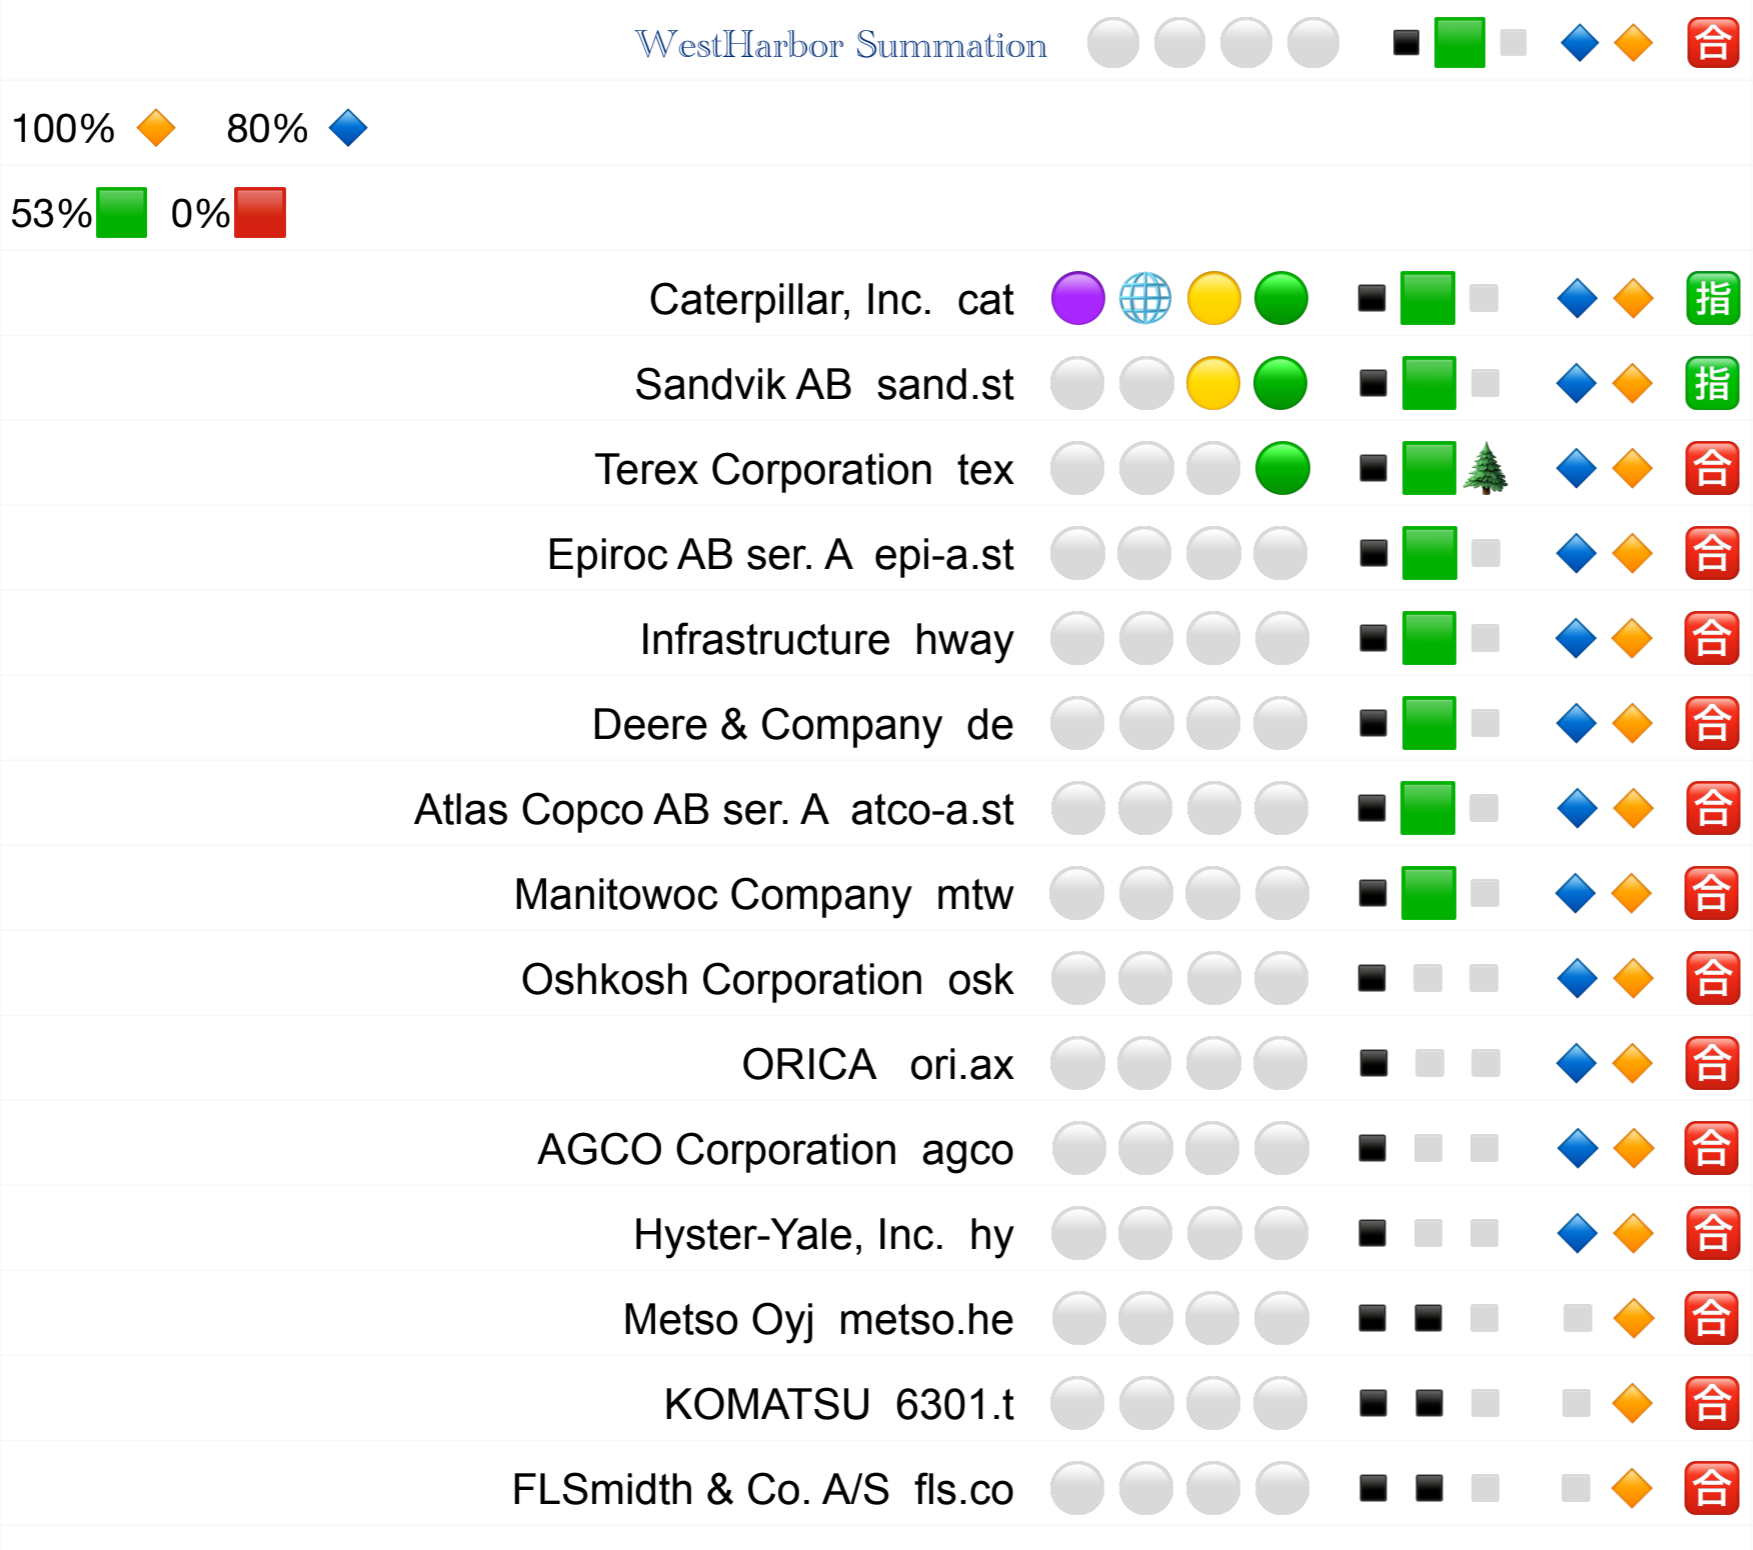 WestHarbor Summation ⚪⚪⚪⚪ ◾🟩◽ 🔹🔸 🈴
100% 🔸 80% 🔹
53%🟩 0%🟥
Caterpillar, Inc. cat 🟣🌐🟡🟢 ◾🟩◽ 🔹🔸 🈯
Sandvik AB sand.st ⚪⚪🟡🟢 ◾🟩◽ 🔹🔸 🈯
Terex Corporation tex ⚪⚪⚪🟢 ◾🟩🌲 🔹🔸 🈴
Epiroc AB ser. A epi-a.st ⚪⚪⚪⚪ ◾🟩◽ 🔹🔸 🈴
Infrastructure hway ⚪⚪⚪⚪ ◾🟩◽ 🔹🔸 🈴
Deere & Company de ⚪⚪⚪⚪ ◾🟩◽ 🔹🔸 🈴
Atlas Copco AB ser. A atco-a.st ⚪⚪⚪⚪ ◾🟩◽ 🔹🔸 🈴
Manitowoc Company mtw ⚪⚪⚪⚪ ◾🟩◽ 🔹🔸 🈴
Oshkosh Corporation osk ⚪⚪⚪⚪ ◾◽◽ 🔹🔸 🈴
ORICA ori.ax ⚪⚪⚪⚪ ◾◽◽ 🔹🔸 🈴
AGCO Corporation agco ⚪⚪⚪⚪ ◾◽◽ 🔹🔸 🈴
Hyster-Yale, Inc. hy ⚪⚪⚪⚪ ◾◽◽ 🔹🔸 🈴
Metso Oyj metso.he ⚪⚪⚪⚪ ◾◾◽ ◽🔸 🈴
KOMATSU 6301.t ⚪⚪⚪⚪ ◾◾◽ ◽🔸 🈴
FLSmidth & Co. A/S fls.co ⚪⚪⚪⚪ ◾◾◽ ◽🔸 🈴